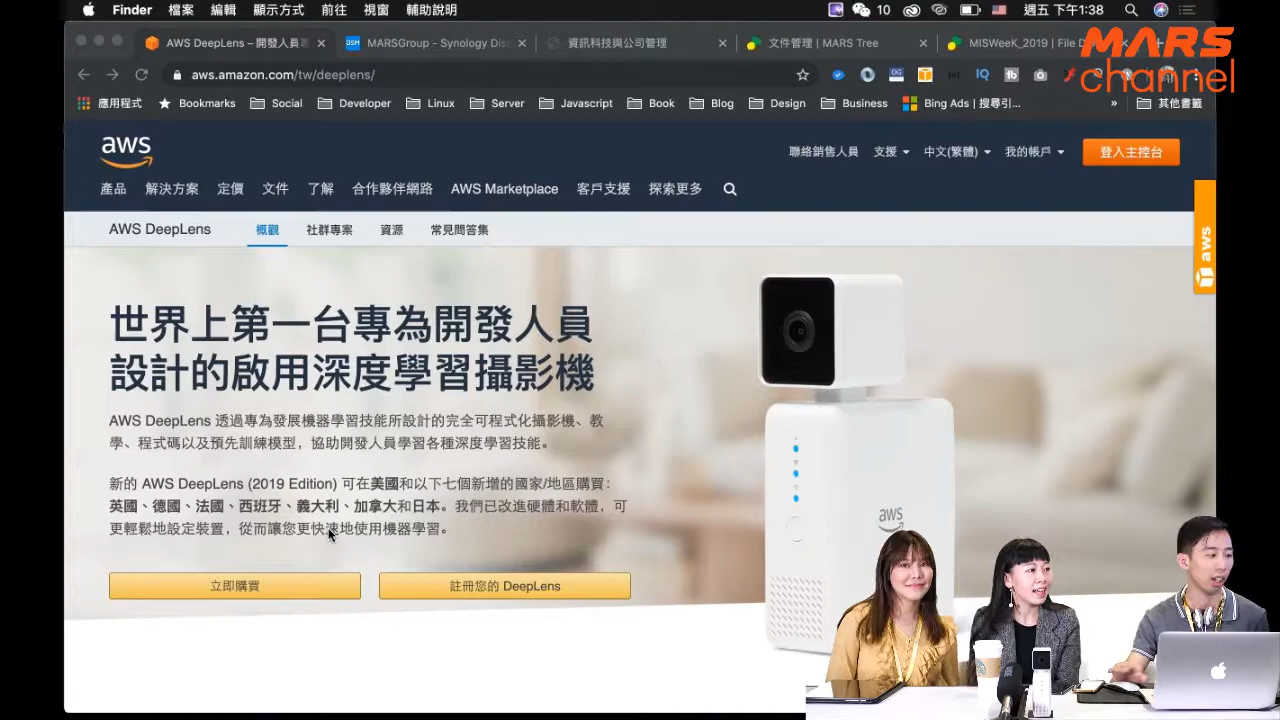 Finder 檔案 編輯 顯示方式 前往 視窗 輔助說明 10 週五 下午1:38
AWS DeepLens – 開發人員
MARSGroup - Synology Dis
資訊科技與公司管理
文件管理 | MARS Tree
MISWeeK_2019 | File D
MARS
channel
aws.amazon.com/tw/deeplens/
應用程式 Bookmarks Social Developer Linux Server Javascript Book Blog Design Business Bing Ads | 搜尋引... » 其他書籤
aws
聯絡銷售人員 支援 中文(繁體) 我的帳戶 登入主控台
產品 解決方案 定價 文件 了解 合作夥伴網路 AWS Marketplace 客戶支援 探索更多
AWS DeepLens 概觀 社群專案 資源 常見問答集
aws
世界上第一台專為開發人員
設計的啟用深度學習攝影機
AWS DeepLens 透過專為發展機器學習技能所設計的完全可程式化攝影機、教
學、程式碼以及預先訓練模型，協助開發人員學習各種深度學習技能。
新的 AWS DeepLens (2019 Edition) 可在美國和以下七個新增的國家/地區購買：
英國、德國、法國、西班牙、義大利、加拿大和日本。我們已改進硬體和軟體，可
更輕鬆地設定裝置，從而讓您更快速地使用機器學習。
立即購買 註冊您的 DeepLens
aws